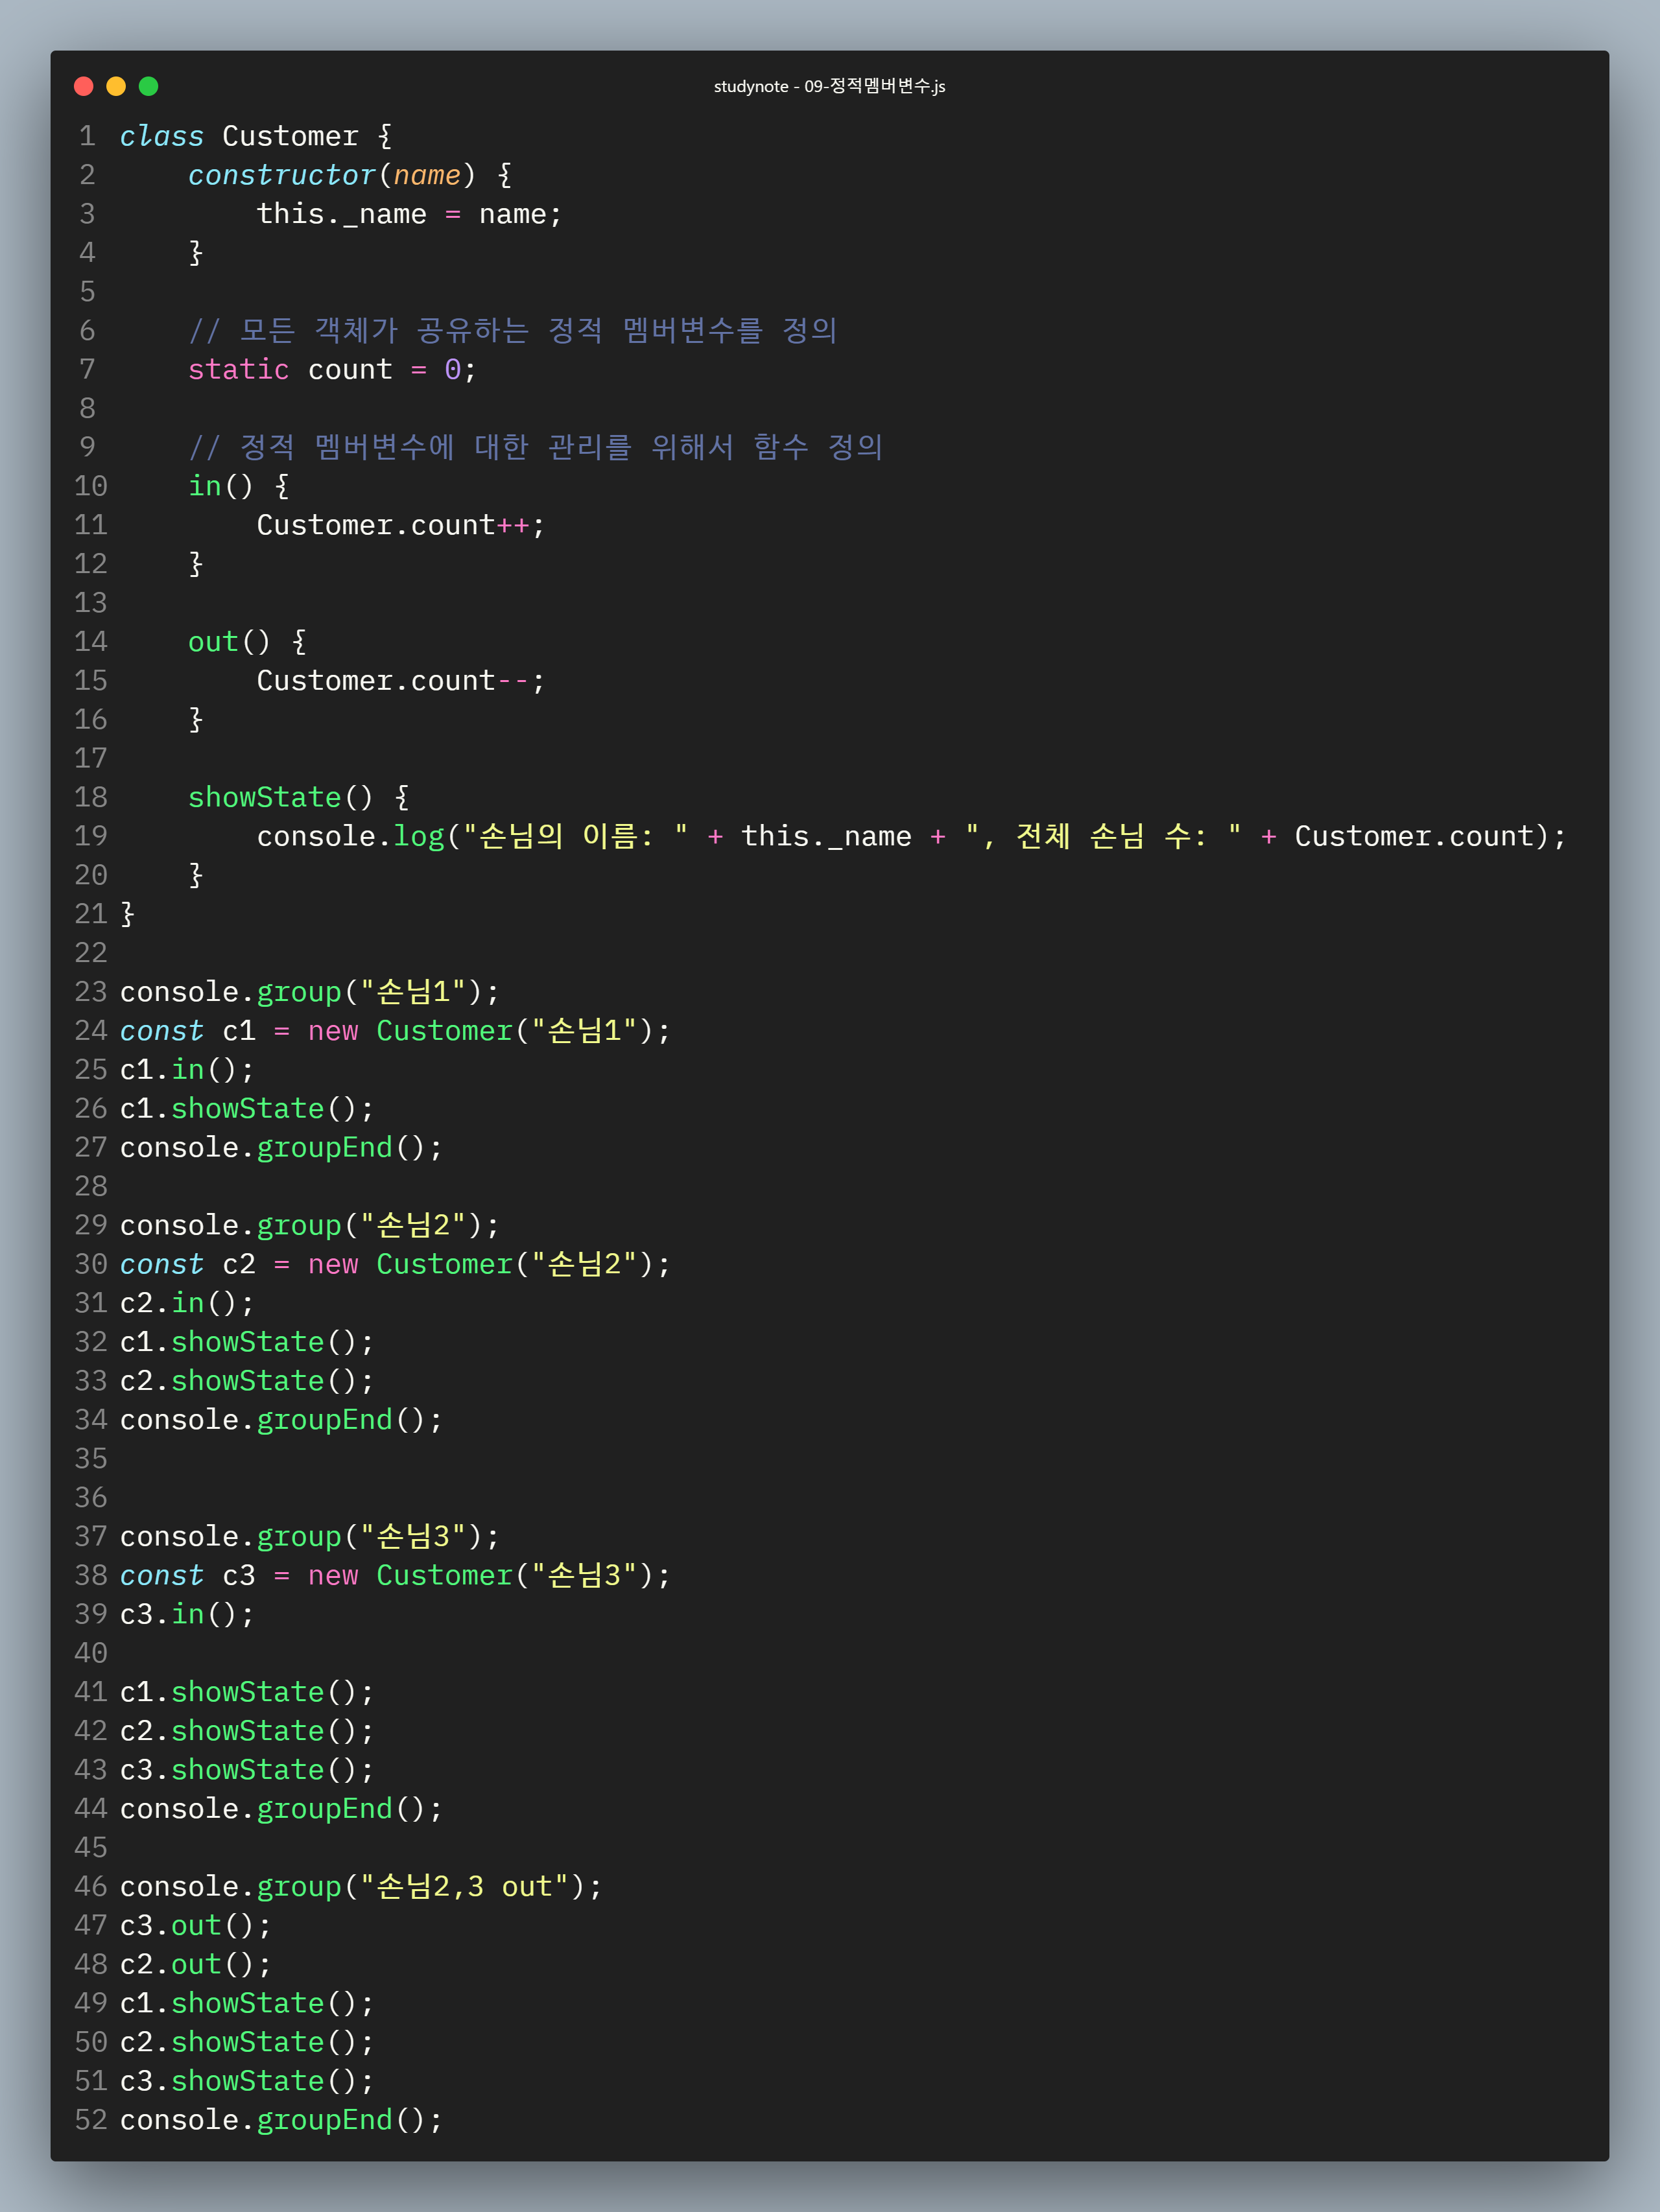 studynote - 09-정적멤버변수.js
1 class Customer {
2     constructor(name) {
3         this._name = name;
4     }
5
6     // 모든 객체가 공유하는 정적 멤버변수를 정의
7     static count = 0;
8
9     // 정적 멤버변수에 대한 관리를 위해서 함수 정의
10     in() {
11         Customer.count++;
12     }
13
14     out() {
15         Customer.count--;
16     }
17
18     showState() {
19         console.log("손님의 이름: " + this._name + ", 전체 손님 수: " + Customer.count);
20     }
21 }
22
23 console.group("손님1");
24 const c1 = new Customer("손님1");
25 c1.in();
26 c1.showState();
27 console.groupEnd();
28
29 console.group("손님2");
30 const c2 = new Customer("손님2");
31 c2.in();
32 c1.showState();
33 c2.showState();
34 console.groupEnd();
35
36
37 console.group("손님3");
38 const c3 = new Customer("손님3");
39 c3.in();
40
41 c1.showState();
42 c2.showState();
43 c3.showState();
44 console.groupEnd();
45
46 console.group("손님2,3 out");
47 c3.out();
48 c2.out();
49 c1.showState();
50 c2.showState();
51 c3.showState();
52 console.groupEnd();